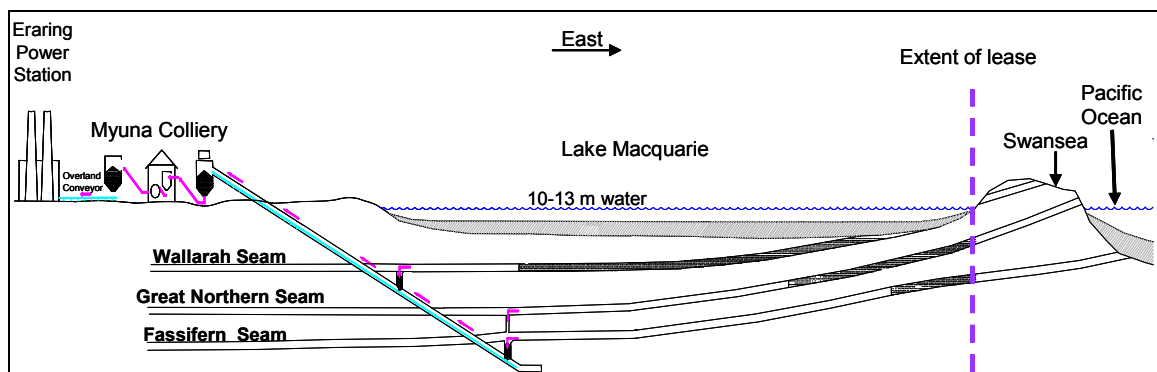 Eraring
Power
Station
East
Extent of lease
Pacific
Ocean
Myuna Colliery
Swansea
Lake Macquarie
Overland
Conveyor
10-13 m water
Wallarah Seam
Great Northern Seam
Fassifern Seam